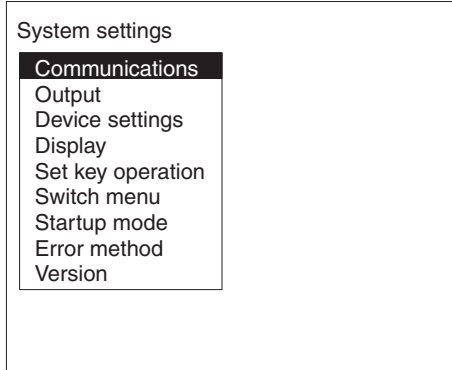 System settings
Communications
Output
Device settings
Display
Set key operation
Switch menu
Startup mode
Error method
Version